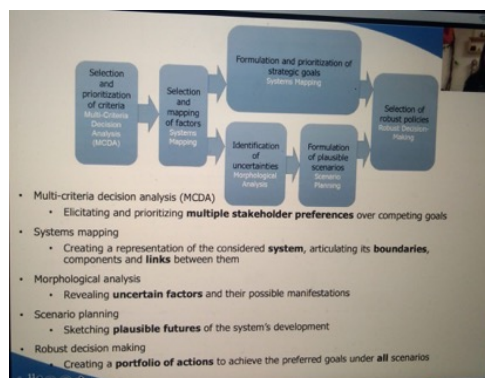 Selection
and
prioritization
of criteria
Multi-Criteria
Decision
Analysis
(MCDA)
Selection
and
mapping
of factors
Systems
Mapping
Formulation and prioritization of
strategic goals
Systems Mapping
Identification
of
uncertainties
Morphological
Analysis
Formulation
of plausible
scenarios
Scenario
Planning
Selection of
robust policies
Robust Decision-
Making
• Multi-criteria decision analysis (MCDA)
• Elicitating and prioritizing multiple stakeholder preferences over competing goals
• Systems mapping
• Creating a representation of the considered system, articulating its boundaries,
components and links between them
• Morphological analysis
• Revealing uncertain factors and their possible manifestations
• Scenario planning
• Sketching plausible futures of the system's development
• Robust decision making
• Creating a portfolio of actions to achieve the preferred goals under all scenarios